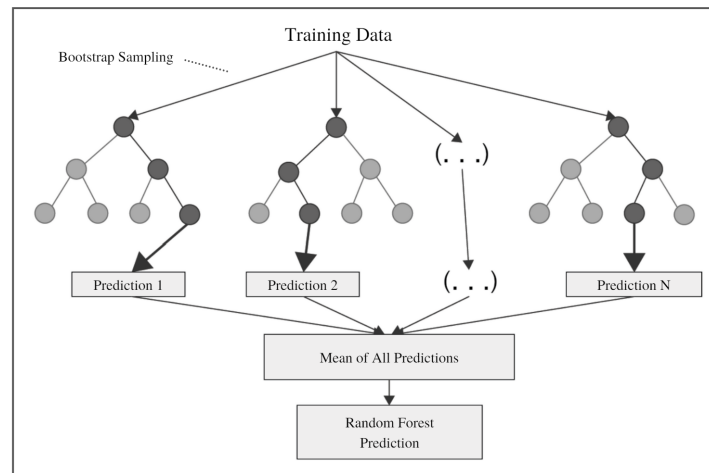 Training Data
Bootstrap Sampling
(. . .)
Prediction 1
Prediction 2
(. . .)
Prediction N
Mean of All Predictions
Random Forest
Prediction